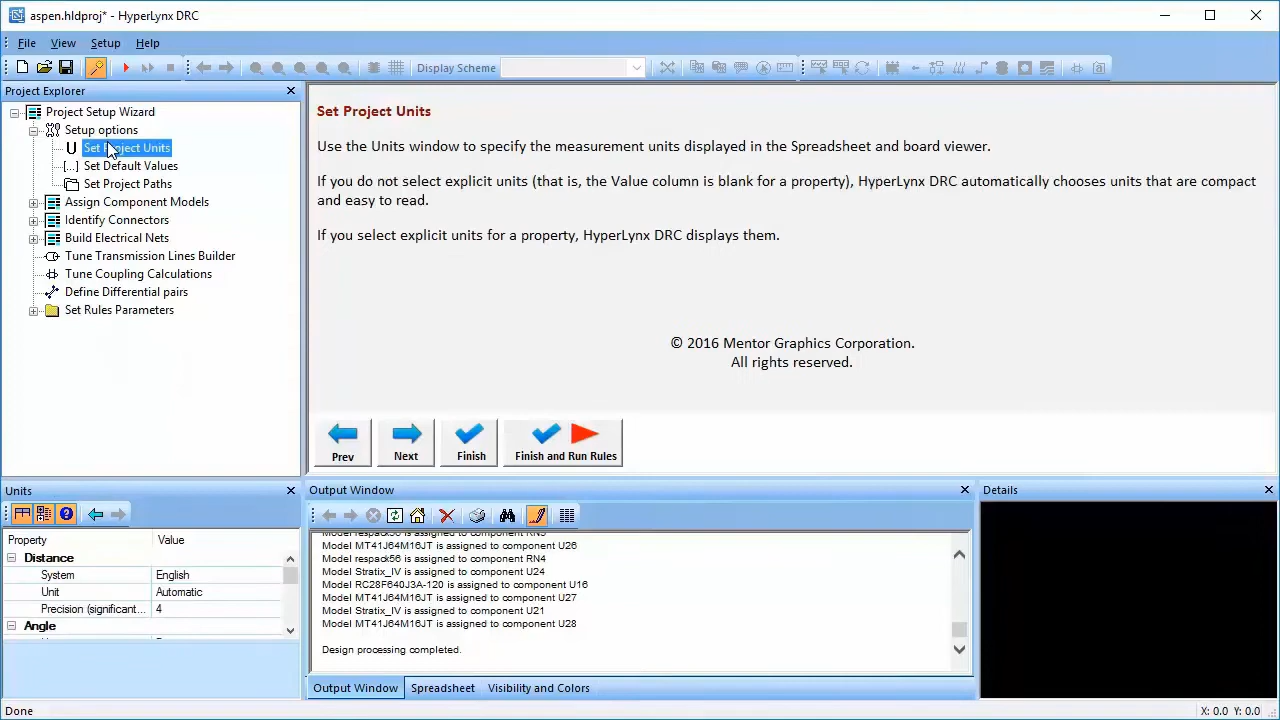 aspen.hldproj* - HyperLynx DRC
File View Setup Help
Display Scheme
Project Explorer
Project Setup Wizard
Setup options
Set Project Units
Set Default Values
Set Project Paths
Assign Component Models
Identify Connectors
Build Electrical Nets
Tune Transmission Lines Builder
Tune Coupling Calculations
Define Differential pairs
Set Rules Parameters
Set Project Units
Use the Units window to specify the measurement units displayed in the Spreadsheet and board viewer.
If you do not select explicit units (that is, the Value column is blank for a property), HyperLynx DRC automatically chooses units that are compact
and easy to read.
If you select explicit units for a property, HyperLynx DRC displays them.
© 2016 Mentor Graphics Corporation.
All rights reserved.
Prev Next Finish Finish and Run Rules
Units
Property Value
Distance
System English
Unit Automatic
Precision (significant... 4
Angle
Output Window
Model respack56 is assigned to component RN3
Model MT41J64M16JT is assigned to component U26
Model respack56 is assigned to component RN4
Model Stratix_IV is assigned to component U24
Model RC28F640J3A-120 is assigned to component U16
Model MT41J64M16JT is assigned to component U27
Model Stratix_IV is assigned to component U21
Model MT41J64M16JT is assigned to component U28
Design processing completed.
Output Window Spreadsheet Visibility and Colors
Details
Done
X: 0.0 Y: 0.0